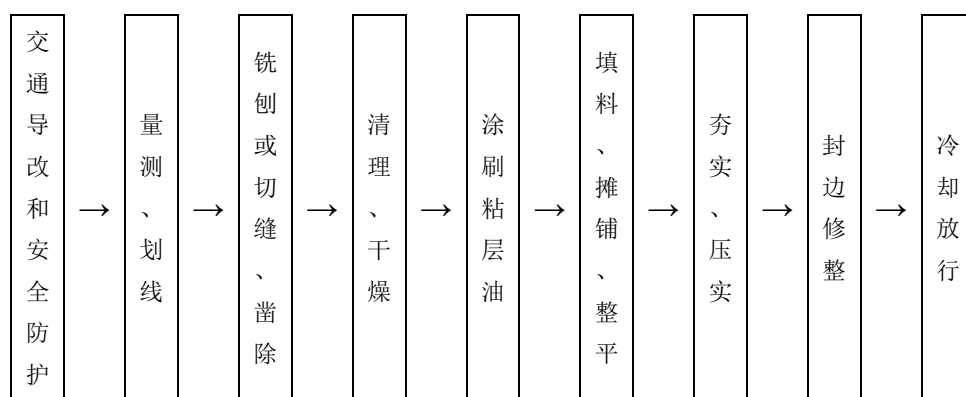 交通导改和安全防护
→
量测、划线
→
铣刨或切缝、凿除
→
清理、干燥
→
涂刷粘层油
→
填料、摊铺、整平
→
夯实、压实
→
封边修整
→
冷却放行